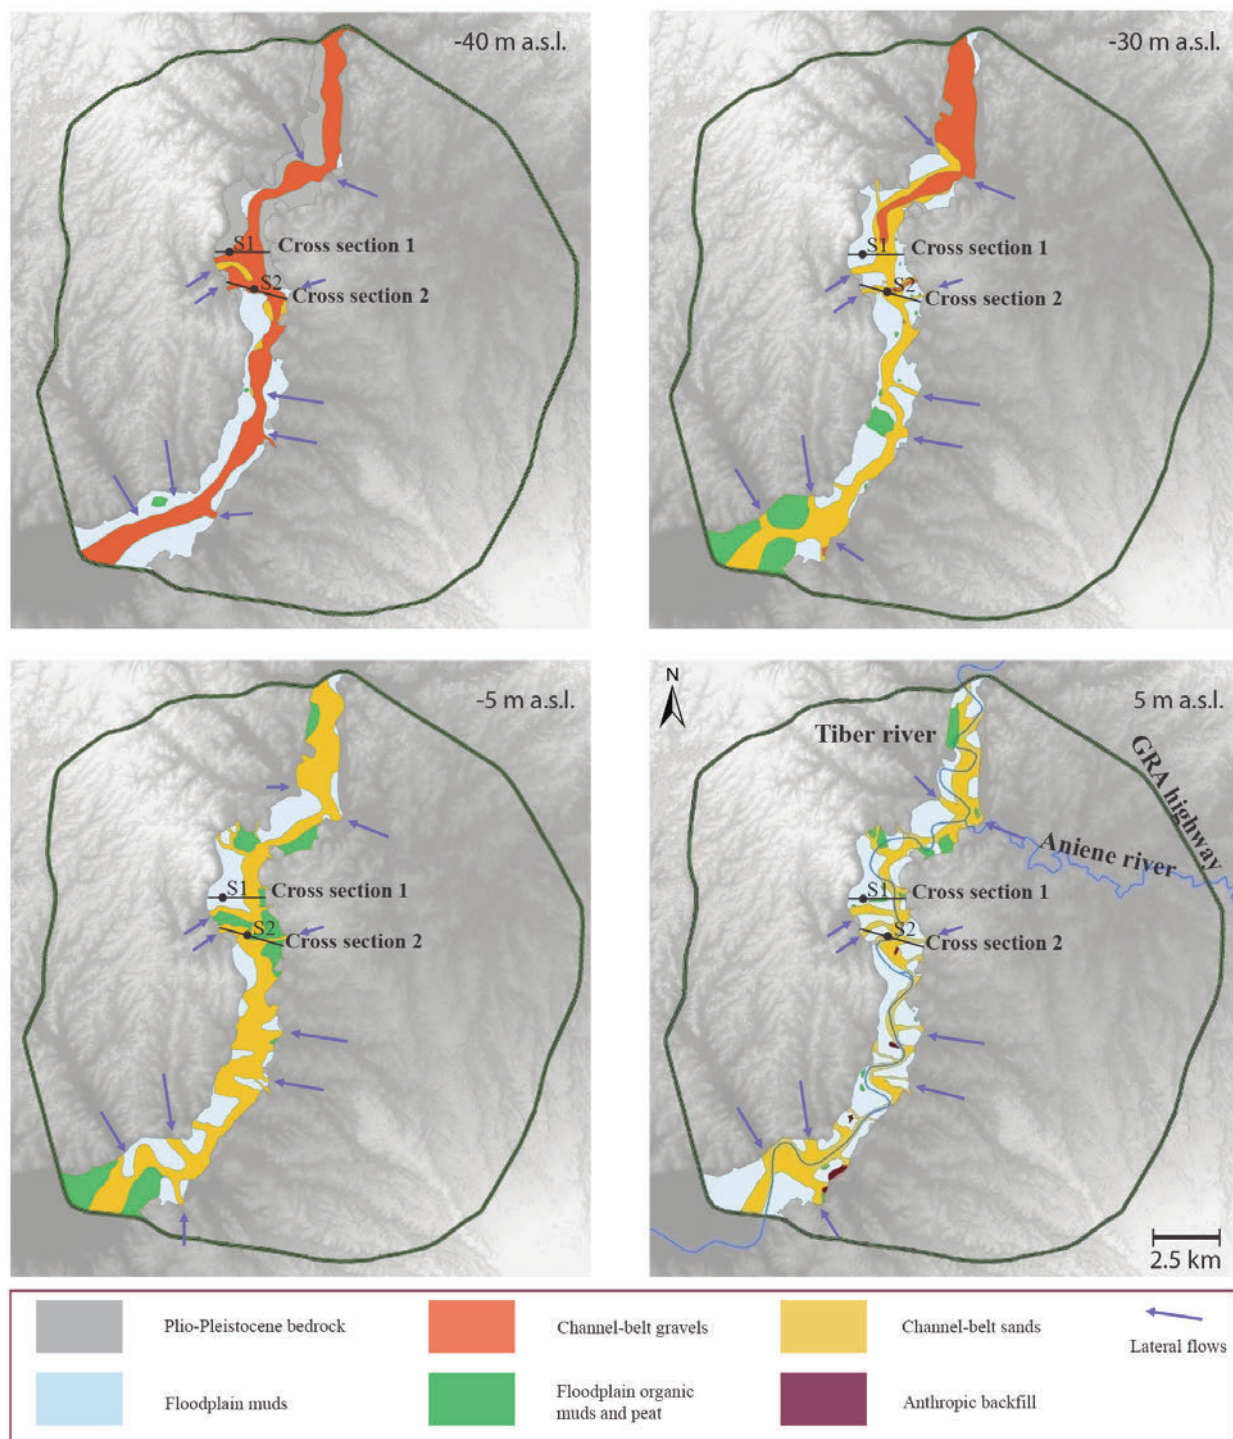 -40 m a.s.l.
S1
Cross section 1
S2
Cross section 2
-30 m a.s.l.
S1
Cross section 1
S2
Cross section 2
-5 m a.s.l.
S1
Cross section 1
S2
Cross section 2
N
5 m a.s.l.
Tiber river
GRA highway
Aniene river
S1
Cross section 1
S2
Cross section 2
2.5 km
Plio-Pleistocene bedrock
Channel-belt gravels
Channel-belt sands
Lateral flows
Floodplain muds
Floodplain organic
muds and peat
Anthropic backfill